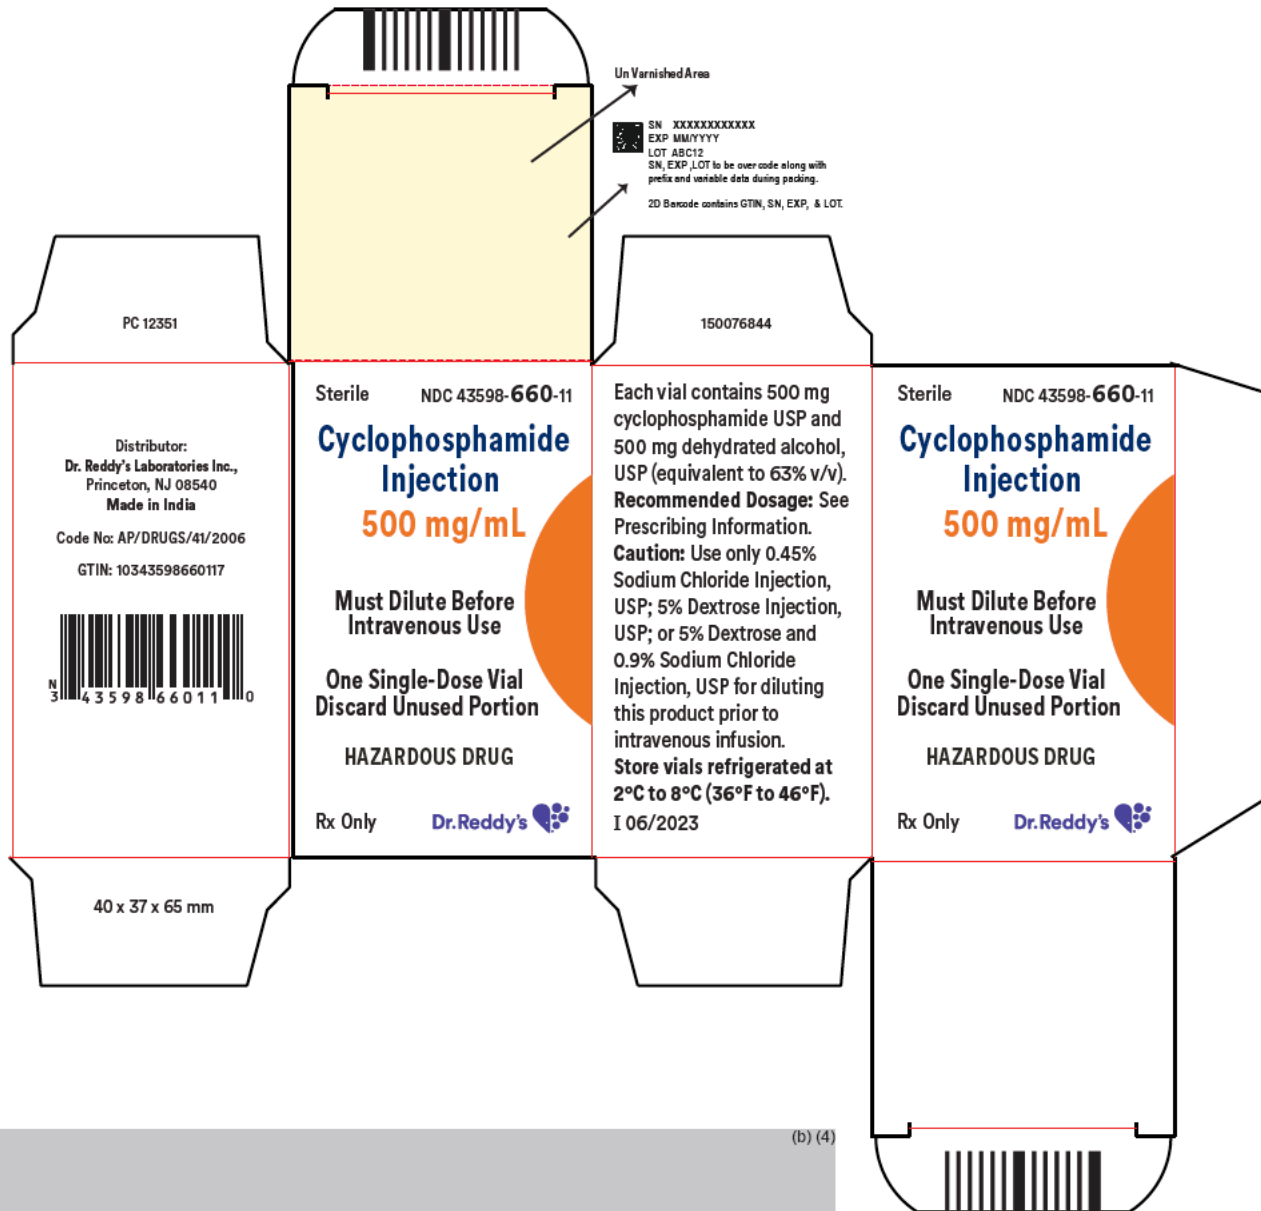 Un Varnished Area
SN XXXXXXXXXXXX
EXP MM/YYYY
LOT ABC12
SN, EXP ,LOT to be over code along with
prefix and variable data during packing.
2D Barcode contains GTIN, SN, EXP, & LOT.
PC 12351
150076844
Distributor:
Dr. Reddy's Laboratories Inc.,
Princeton, NJ 08540
Made in India
Code No: AP/DRUGS/41/2006
GTIN: 10343598660117
N
3 43598 66011 0
40 x 37 x 65 mm
Sterile NDC 43598-660-11
Cyclophosphamide
Injection
500 mg/mL
Must Dilute Before
Intravenous Use
One Single-Dose Vial
Discard Unused Portion
HAZARDOUS DRUG
Rx Only Dr.Reddy's
Each vial contains 500 mg
cyclophosphamide USP and
500 mg dehydrated alcohol,
USP (equivalent to 63% v/v).
Recommended Dosage: See
Prescribing Information.
Caution: Use only 0.45%
Sodium Chloride Injection,
USP; 5% Dextrose Injection,
USP; or 5% Dextrose and
0.9% Sodium Chloride
Injection, USP for diluting
this product prior to
intravenous infusion.
Store vials refrigerated at
2°C to 8°C (36°F to 46°F).
I 06/2023
Sterile NDC 43598-660-11
Cyclophosphamide
Injection
500 mg/mL
Must Dilute Before
Intravenous Use
One Single-Dose Vial
Discard Unused Portion
HAZARDOUS DRUG
Rx Only Dr.Reddy's
(b) (4)